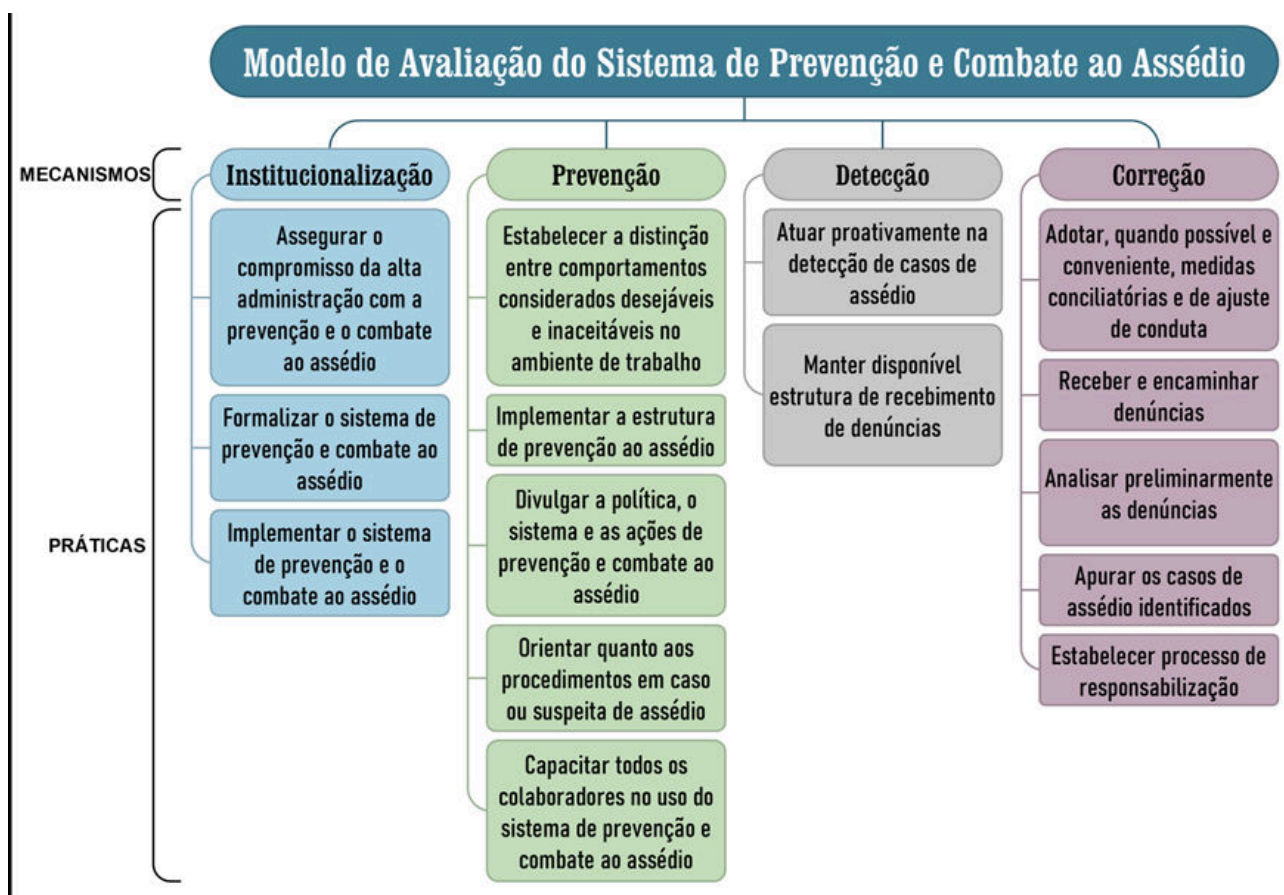 Modelo de Avaliação do Sistema de Prevenção e Combate ao Assédio
MECANISMOS
Institucionalização
Prevenção
Detecção
Correção
PRÁTICAS
Assegurar o
compromisso da alta
administração com a
prevenção e o combate
ao assédio
Formalizar o sistema de
prevenção e combate ao
assédio
Implementar o sistema
de prevenção e o
combate ao assédio
Estabelecer a distinção
entre comportamentos
considerados desejáveis
e inaceitáveis no
ambiente de trabalho
Implementar a estrutura
de prevenção ao assédio
Divulgar a política, o
sistema e as ações de
prevenção e combate ao
assédio
Orientar quanto aos
procedimentos em caso
ou suspeita de assédio
Capacitar todos os
colaboradores no uso do
sistema de prevenção e
combate ao assédio
Atuar proativamente na
detecção de casos de
assédio
Manter disponível
estrutura de recebimento
de denúncias
Adotar, quando possível e
conveniente, medidas
conciliatórias e de ajuste
de conduta
Receber e encaminhar
denúncias
Analisar preliminarmente
as denúncias
Apurar os casos de
assédio identificados
Estabelecer processo de
responsabilização